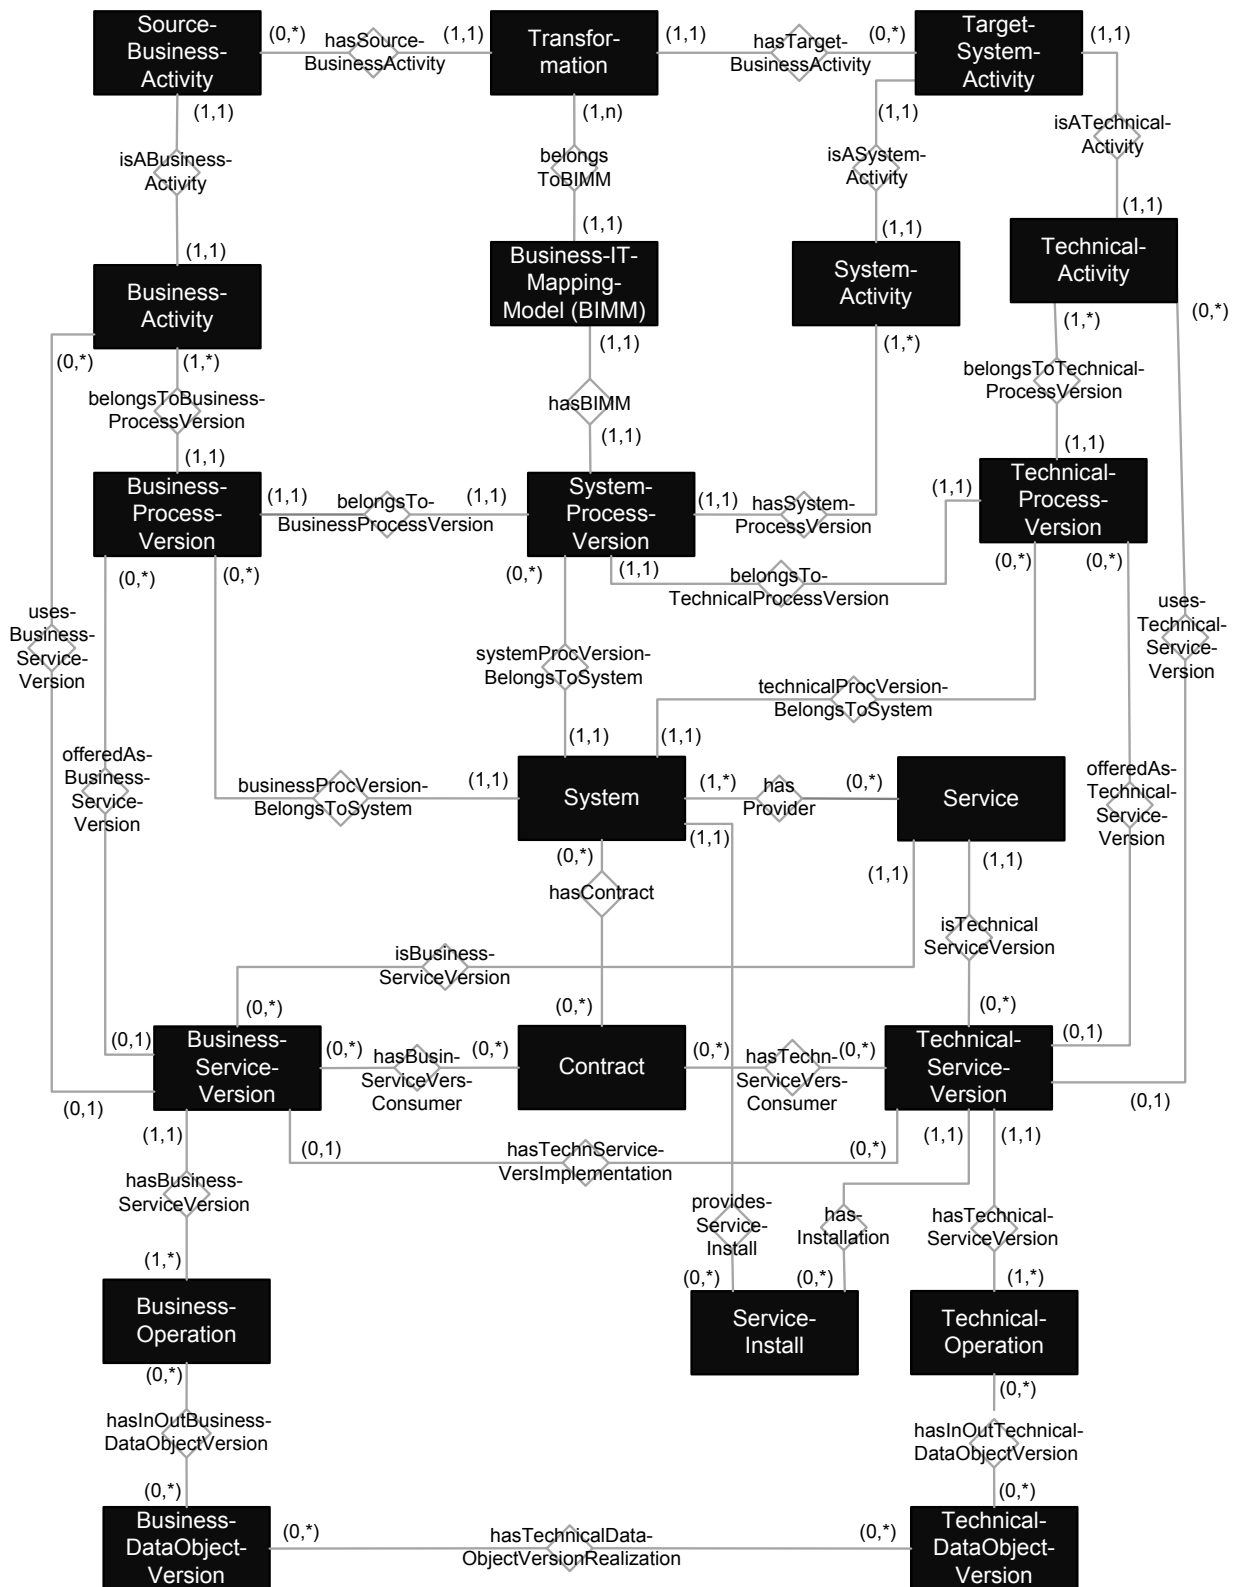 Source-
Business-
Activity
(0,*)
hasSource-
BusinessActivity
(1,1)
Transfor-
mation
(1,1)
hasTarget-
BusinessActivity
(0,*)
Target-
System-
Activity
(1,1)
(1,1)
isABusiness-
Activity
(1,1)
(1,n)
belongs
ToBIMM
(1,1)
(1,1)
isASystem-
Activity
(1,1)
isATechnical-
Activity
(1,1)
Business-
Activity
Business-IT-
Mapping-
Model (BIMM)
System-
Activity
Technical-
Activity
(0,*)
(1,*)
belongsToBusiness-
ProcessVersion
(1,1)
(1,1)
hasBIMM
(1,1)
(1,*)
(1,*)
(0,*)
belongsToTechnical-
ProcessVersion
(1,1)
Business-
Process-
Version
(1,1)
belongsTo-
BusinessProcessVersion
(1,1)
System-
Process-
Version
(1,1)
hasSystem-
ProcessVersion
(1,1)
Technical-
Process-
Version
(0,*)
(0,*)
(0,*)
(1,1)
belongsTo-
TechnicalProcessVersion
(0,*)
(0,*)
uses-
Business-
Service-
Version
systemProcVersion-
BelongsToSystem
(1,1)
technicalProcVersion-
BelongsToSystem
(1,1)
uses-
Technical-
Service-
Version
offeredAs-
Business-
Service-
Version
businessProcVersion-
BelongsToSystem
(1,1)
System
(1,*)
has
Provider
(0,*)
Service
offeredAs-
Technical-
Service-
Version
(0,*)
hasContract
(0,*)
(1,1)
(1,1)
(1,1)
isTechnical
ServiceVersion
(0,*)
isBusiness-
ServiceVersion
(0,*)
(0,1)
(0,1)
Business-
Service-
Version
(0,*)
hasBusin-
ServiceVers-
Consumer
(0,*)
Contract
(0,*)
hasTechn-
ServiceVers-
Consumer
(0,*)
Technical-
Service-
Version
(0,1)
(0,1)
(1,1)
(0,1)
hasTechnService-
VersImplementation
(0,*)
(1,1)
(1,1)
hasBusiness-
ServiceVersion
(1,*)
provides-
Service-
Install
(0,*)
has-
Installation
(0,*)
hasTechnical-
ServiceVersion
(1,*)
Business-
Operation
Service-
Install
Technical-
Operation
(0,*)
hasInOutBusiness-
DataObjectVersion
(0,*)
(0,*)
hasInOutTechnical-
DataObjectVersion
(0,*)
Business-
DataObject-
Version
(0,*)
hasTechnicalData-
ObjectVersionRealization
(0,*)
Technical-
DataObject-
Version